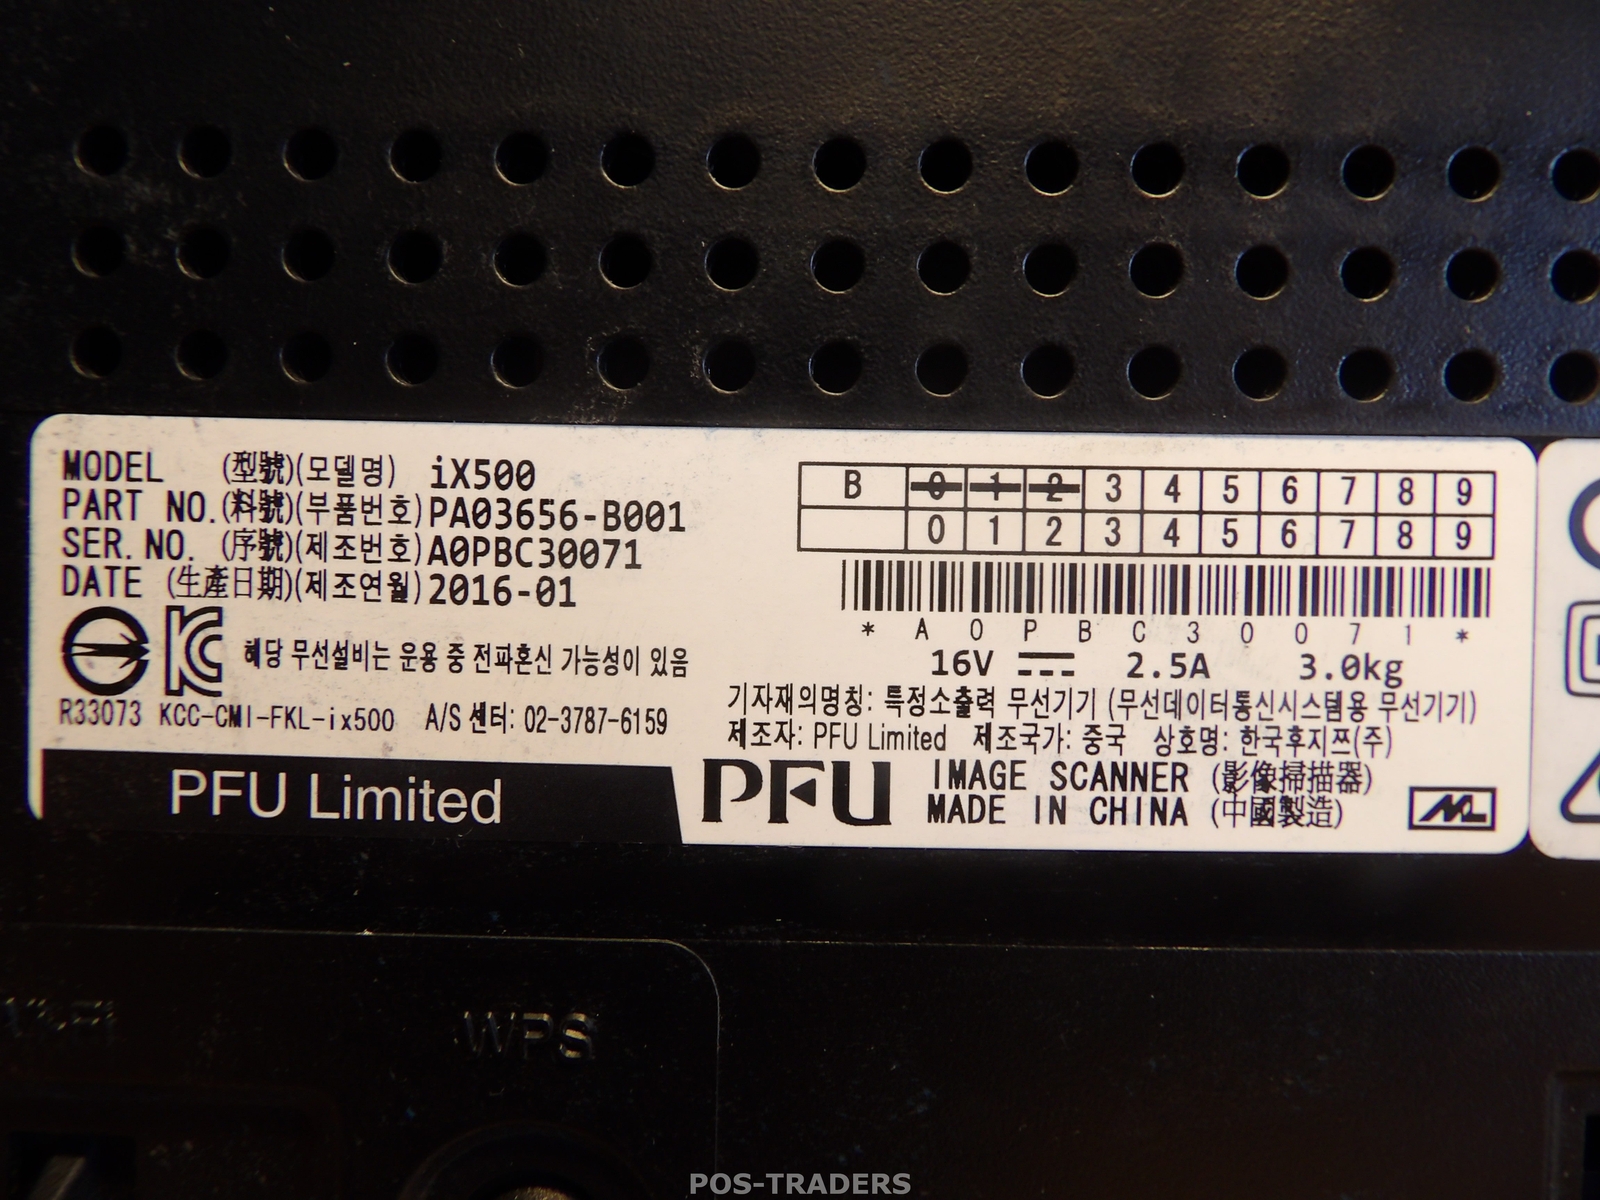 MODEL (型號)(모델명) iX500
PART NO.(料號)(부품번호) PA03656-B001
SER. NO. (序號)(제조번호) A0PBC30071
DATE (生產日期)(제조연월) 2016-01
해당 무선설비는 운용 중 전파혼신 가능성이 있음
R33073 KCC-CMI-FKL-ix500 A/S 센터: 02-3787-6159
PFU Limited
B 0 1 2 3 4 5 6 7 8 9
0 1 2 3 4 5 6 7 8 9
* A 0 P B C 3 0 0 7 1 *
16V 2.5A 3.0kg
기자재의명칭: 특정소출력 무선기기 (무선데이터통신시스템용 무선기기)
제조자: PFU Limited 제조국가: 중국 상호명: 한국후지쯔(주)
PFU IMAGE SCANNER (影像掃描器)
MADE IN CHINA (中國製造)
WPS
POS-TRADERS